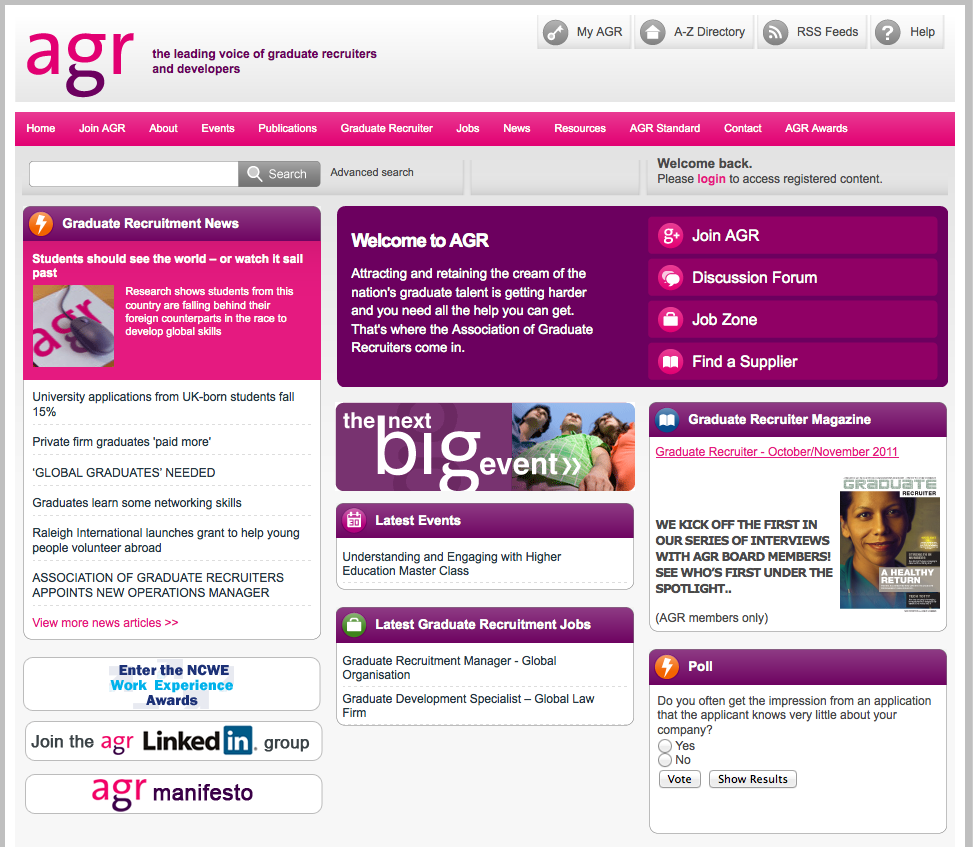 My AGR
A-Z Directory
RSS Feeds
? Help
agr
the leading voice of graduate recruiters
and developers
Home
Join AGR
About
Events
Publications
Graduate Recruiter
Jobs
News
Resources
AGR Standard
Contact
AGR Awards
Search
Advanced search
Welcome back.
Please login to access registered content.
Graduate Recruitment News
Students should see the world – or watch it sail
past
agr
Research shows students from this
country are falling behind their
foreign counterparts in the race to
develop global skills
University applications from UK-born students fall
15%
Private firm graduates 'paid more'
‘GLOBAL GRADUATES’ NEEDED
Graduates learn some networking skills
Raleigh International launches grant to help young
people volunteer abroad
ASSOCIATION OF GRADUATE RECRUITERS
APPOINTS NEW OPERATIONS MANAGER
View more news articles >>
Enter the NCWE
Work Experience
Awards
Join the agr LinkedIn. group
agr manifesto
Welcome to AGR
Attracting and retaining the cream of the
nation's graduate talent is getting harder
and you need all the help you can get.
That's where the Association of Graduate
Recruiters come in.
g+ Join AGR
Discussion Forum
Job Zone
Find a Supplier
the next
big
event »
30 Latest Events
Understanding and Engaging with Higher
Education Master Class
Latest Graduate Recruitment Jobs
Graduate Recruitment Manager - Global
Organisation
Graduate Development Specialist – Global Law
Firm
Graduate Recruiter Magazine
Graduate Recruiter - October/November 2011
WE KICK OFF THE FIRST IN
OUR SERIES OF INTERVIEWS
WITH AGR BOARD MEMBERS!
SEE WHO'S FIRST UNDER THE
SPOTLIGHT..
(AGR members only)
GRADUATE
RECRUITER
A HEALTHY
RETURN
Poll
Do you often get the impression from an application
that the applicant knows very little about your
company?
Yes
No
Vote
Show Results